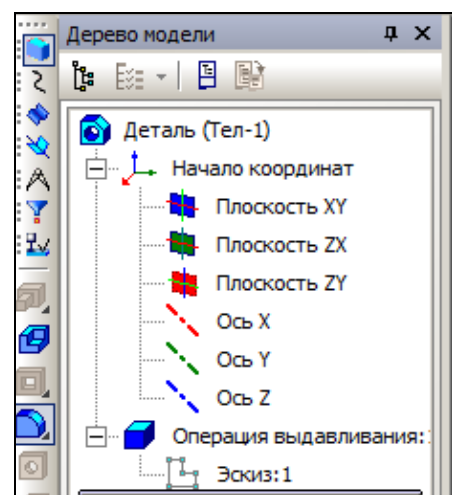 Дерево модели
Деталь (Тел-1)
Начало координат
Плоскость XY
Плоскость ZX
Плоскость ZY
Ось X
Ось Y
Ось Z
Операция выдавливания:
Эскиз:1